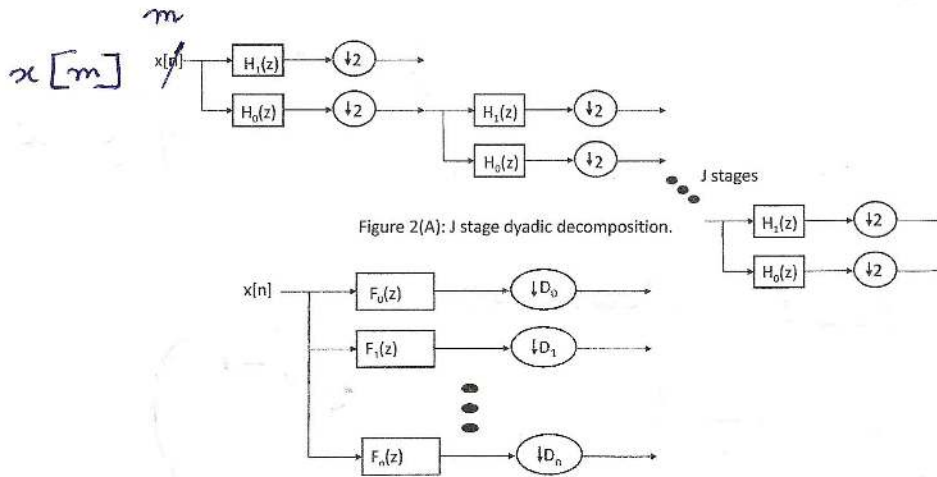 m
x [m] x[n] H₁(z) ↓2
H₀(z) ↓2 H₁(z) ↓2
H₀(z) ↓2
J stages
Figure 2(A): J stage dyadic decomposition. H₁(z) ↓2
H₀(z) ↓2
x[n] F₀(z) ↓D₀
F₁(z) ↓D₁
Fₙ(z) ↓Dₙ